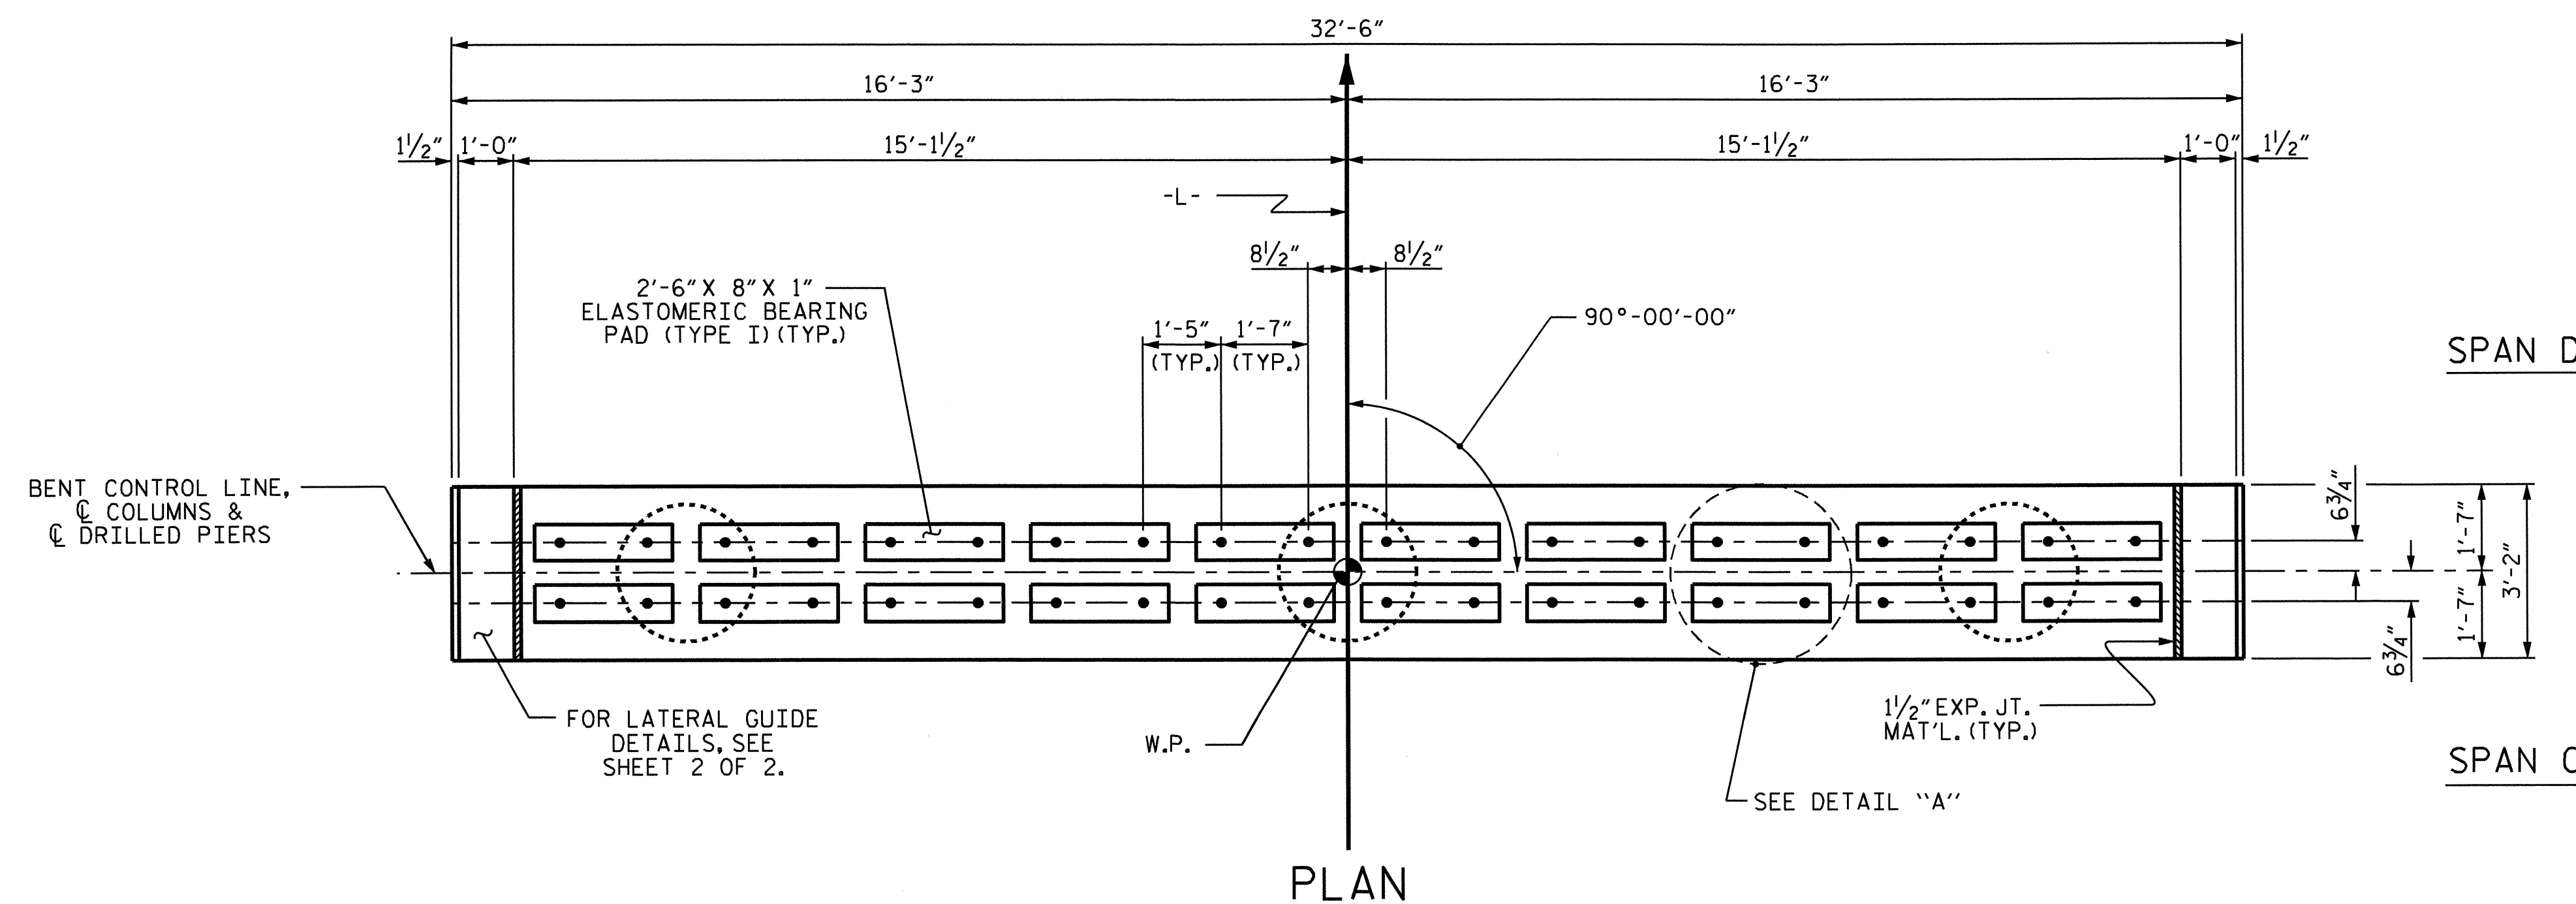 32'-6"
16'-3"
16'-3"
1½"
1'-0"
15'-1½"
15'-1½"
1'-0"
1½"
-L-
8½"
8½"
2'-6" X 8" X 1"
ELASTOMERIC BEARING
PAD (TYPE I) (TYP.)
1'-5"
(TYP.)
1'-7"
(TYP.)
90°-00'-00"
SPAN D
BENT CONTROL LINE,
℄ COLUMNS &
℄ DRILLED PIERS
6¾"
1'-7"
3'-2"
1'-7"
6¾"
FOR LATERAL GUIDE
DETAILS, SEE
SHEET 2 OF 2.
W.P.
1½" EXP. JT.
MAT'L. (TYP.)
SEE DETAIL "A"
SPAN C
PLAN